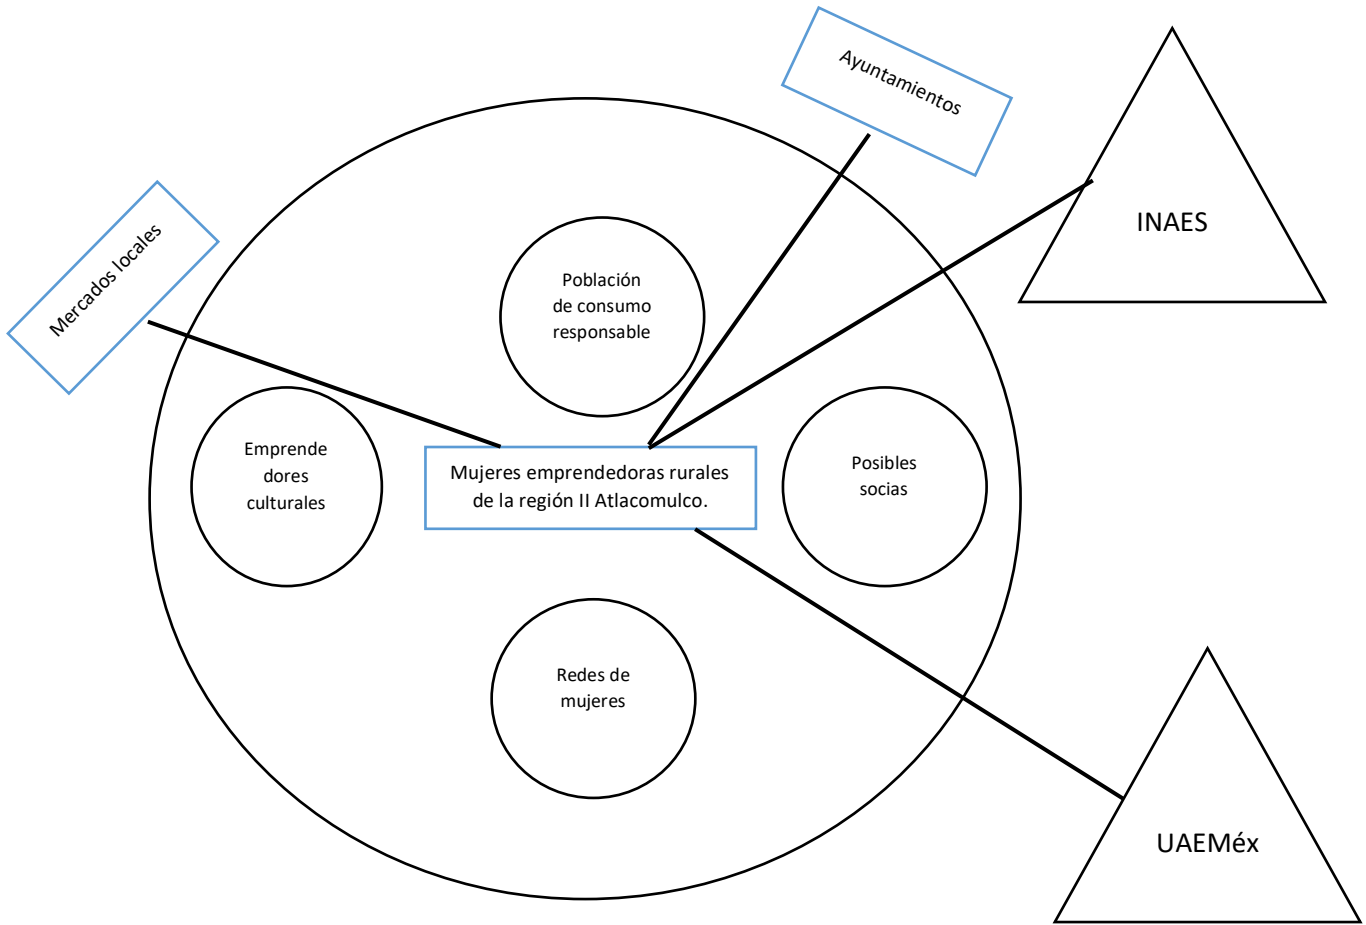 Ayuntamientos
INAES
Mercados locales
Población
de consumo
responsable
Emprende
dores
culturales
Mujeres emprendedoras rurales
de la región II Atlacomulco.
Posibles
socias
Redes de
mujeres
UAEMéx